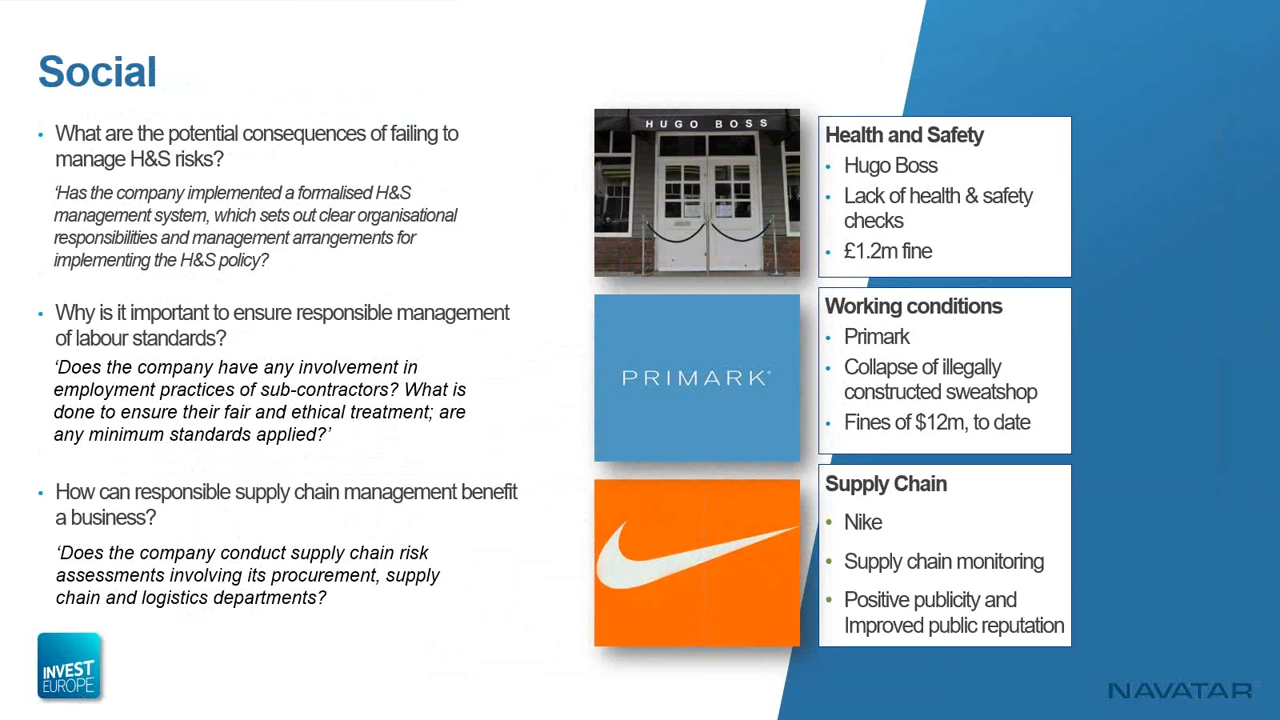 Social
• What are the potential consequences of failing to
manage H&S risks?
‘Has the company implemented a formalised H&S
management system, which sets out clear organisational
responsibilities and management arrangements for
implementing the H&S policy?
• Why is it important to ensure responsible management
of labour standards?
‘Does the company have any involvement in
employment practices of sub-contractors? What is
done to ensure their fair and ethical treatment; are
any minimum standards applied?’
• How can responsible supply chain management benefit
a business?
‘Does the company conduct supply chain risk
assessments involving its procurement, supply
chain and logistics departments?
HUGO BOSS
Health and Safety
• Hugo Boss
• Lack of health & safety
checks
• £1.2m fine
PRIMARK
Working conditions
• Primark
• Collapse of illegally
constructed sweatshop
• Fines of $12m, to date
Supply Chain
• Nike
• Supply chain monitoring
• Positive publicity and
Improved public reputation
INVEST
EUROPE
NAVATAR